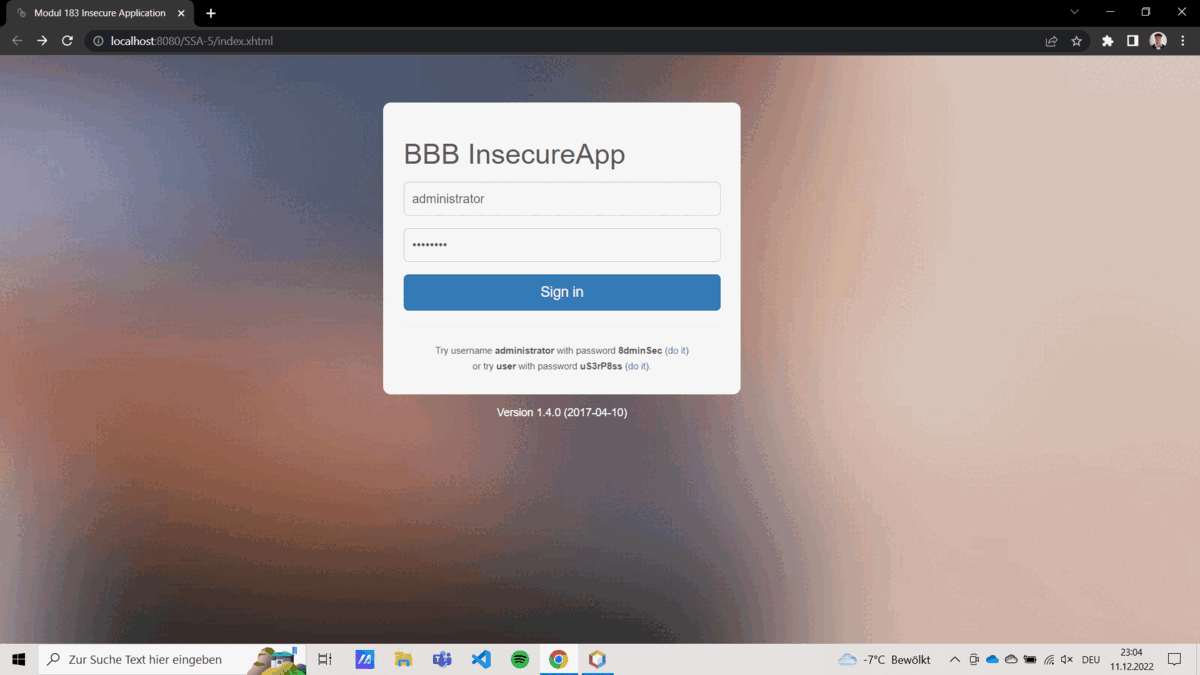 Modul 183 Insecure Application
localhost:8080/SSA-5/index.xhtml
BBB InsecureApp
administrator
••••••••
Sign in
Try username administrator with password 8dminSec (do it)
or try user with password uS3rP8ss (do it).
Version 1.4.0 (2017-04-10)
Zur Suche Text hier eingeben
-7°C Bewölkt
DEU
23:04
11.12.2022